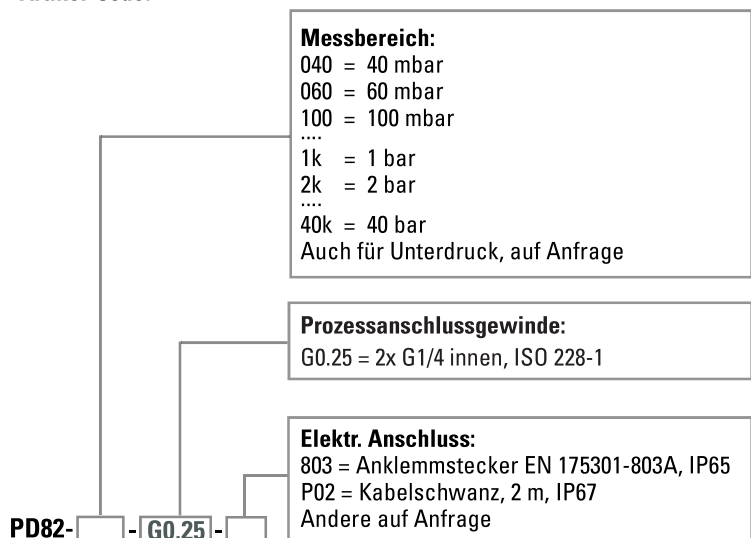 Messbereich:
040 = 40 mbar
060 = 60 mbar
100 = 100 mbar
....
1k = 1 bar
2k = 2 bar
....
40k = 40 bar
Auch für Unterdruck, auf Anfrage
Prozessanschlussgewinde:
G0.25 = 2x G1/4 innen, ISO 228-1
Elektr. Anschluss:
803 = Anklemmstecker EN 175301-803A, IP65
P02 = Kabelschwanz, 2 m, IP67
Andere auf Anfrage
PD82- - G0.25 -